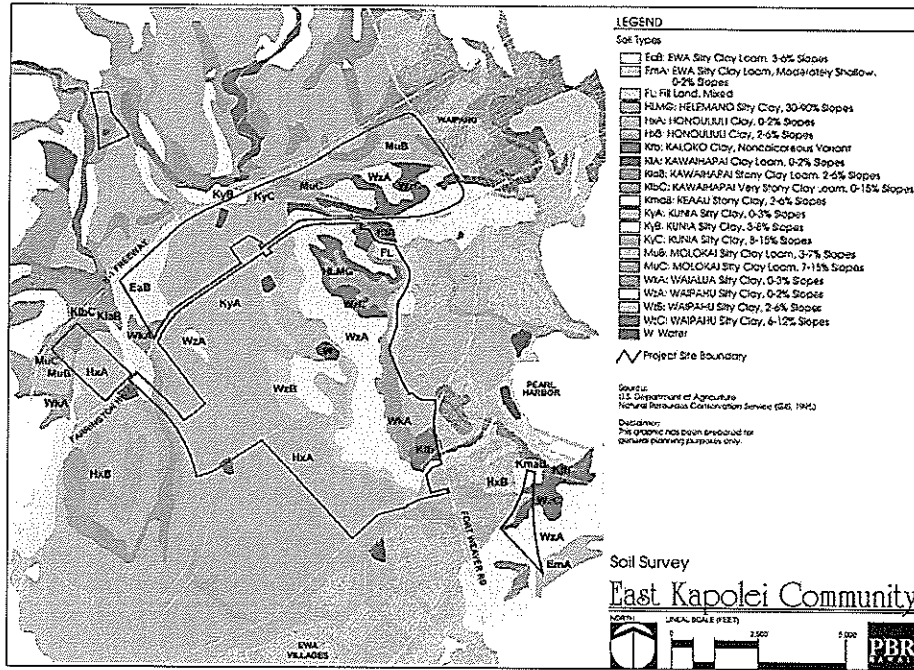 WAIPAHU
MuB
WzA
MuC
KyB
KyC
FL
HLMG
H-1 FREEWAY
EaB
KyA
WzC
KlbC
KlaB
WkA
WzA
WzA
MuC
HxA
MuB
WzB
PEARL
HARBOR
WkA
FARRINGTON HWY
WkA
Kfb
HxA
KmaB
HxB
HxB
WzC
WzA
EmA
FORT WEAVER RD
EWA
VILLAGES
LEGEND
Soil Types
EaB: EWA Silty Clay Loam, 3-6% Slopes
EmA: EWA Silty Clay Loam, Moderately Shallow,
0-2% Slopes
FL: Fill Land, Mixed
HLMG: HELEMANO Silty Clay, 30-90% Slopes
HxA: HONOULIULI Clay, 0-2% Slopes
HxB: HONOULIULI Clay, 2-6% Slopes
Kfb: KALOKO Clay, Noncalcareous Variant
KlA: KAWAIHAPAI Clay Loam, 0-2% Slopes
KlaB: KAWAIHAPAI Stony Clay Loam, 2-6% Slopes
KlbC: KAWAIHAPAI Very Stony Clay Loam, 0-15% Slopes
KmaB: KEAAU Stony Clay, 2-6% Slopes
KyA: KUNIA Silty Clay, 0-3% Slopes
KyB: KUNIA Silty Clay, 3-8% Slopes
KyC: KUNIA Silty Clay, 8-15% Slopes
MuB: MOLOKAI Silty Clay Loam, 3-7% Slopes
MuC: MOLOKAI Silty Clay Loam, 7-15% Slopes
WkA: WAIALUA Silty Clay, 0-3% Slopes
WzA: WAIPAHU Silty Clay, 0-2% Slopes
WzB: WAIPAHU Silty Clay, 2-6% Slopes
WzC: WAIPAHU Silty Clay, 6-12% Slopes
W: Water
Project Site Boundary
Source:
U.S. Department of Agriculture
Natural Resources Conservation Service
Disclaimer:
This graphic has been prepared for
general planning purposes only.
Soil Survey
East Kapolei Community
NORTH
LINEAL SCALE (FEET)
0 2,500 5,000
PBR